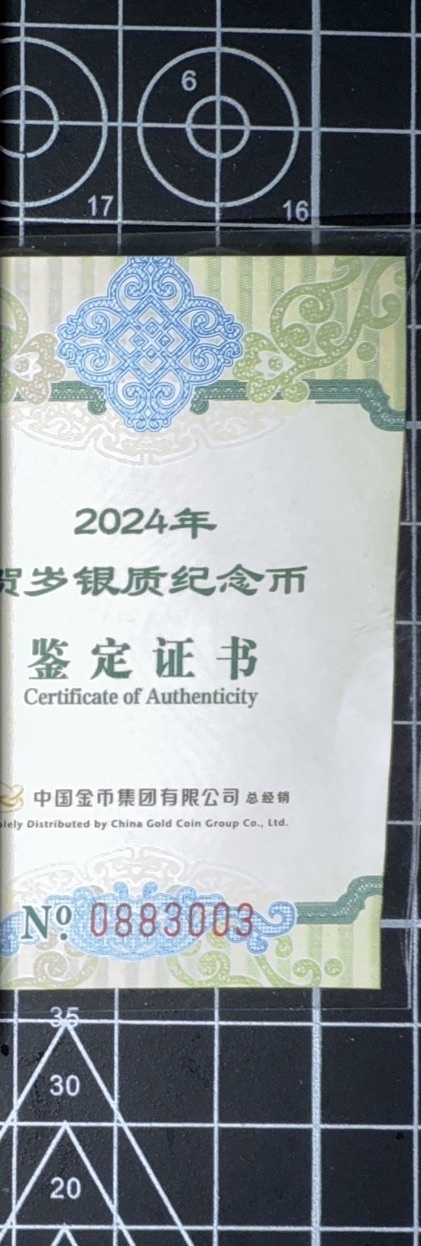 6
17
16
2024年
贺岁银质纪念币
鉴定证书
Certificate of Authenticity
中国金币集团有限公司 总经销
Distributed by China Gold Coin Group Co., Ltd.
Nº. 0883003
35
30
20